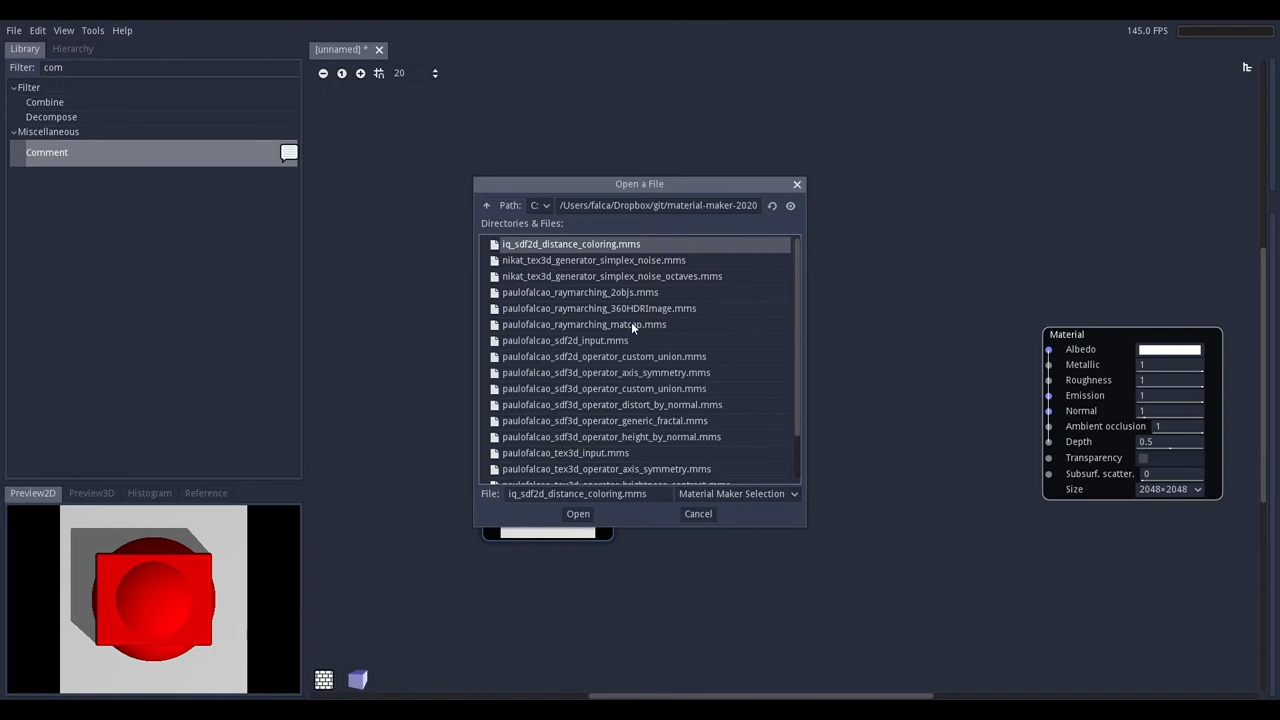 File Edit View Tools Help
145.0 FPS
Library Hierarchy
[unnamed] *
Filter: com
20
Filter
Combine
Decompose
Miscellaneous
Comment
Open a File
Path: C: /Users/falca/Dropbox/git/material-maker-2020
Directories & Files:
iq_sdf2d_distance_coloring.mms
nikat_tex3d_generator_simplex_noise.mms
nikat_tex3d_generator_simplex_noise_octaves.mms
paulofalcao_raymarching_2objs.mms
paulofalcao_raymarching_360HDRImage.mms
paulofalcao_raymarching_matcap.mms
paulofalcao_sdf2d_input.mms
paulofalcao_sdf2d_operator_custom_union.mms
paulofalcao_sdf3d_operator_axis_symmetry.mms
paulofalcao_sdf3d_operator_custom_union.mms
paulofalcao_sdf3d_operator_distort_by_normal.mms
paulofalcao_sdf3d_operator_generic_fractal.mms
paulofalcao_sdf3d_operator_height_by_normal.mms
paulofalcao_tex3d_input.mms
paulofalcao_tex3d_operator_axis_symmetry.mms
File: iq_sdf2d_distance_coloring.mms Material Maker Selection
Open Cancel
Material
Albedo
Metallic 1
Roughness 1
Emission 1
Normal 1
Ambient occlusion 1
Depth 0.5
Transparency
Subsurf. scatter. 0
Size 2048×2048
Preview2D Preview3D Histogram Reference